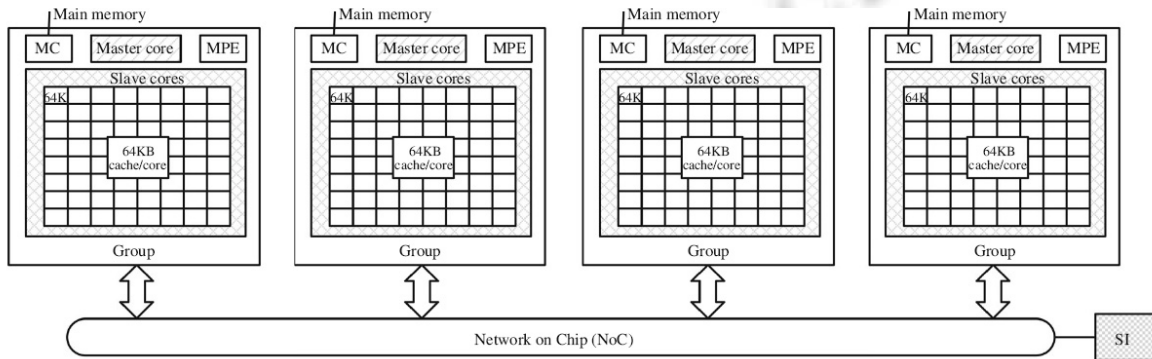 Main memory
MC
Master core
MPE
Slave cores
64K
64KB
cache/core
Group
Main memory
MC
Master core
MPE
Slave cores
64K
64KB
cache/core
Group
Main memory
MC
Master core
MPE
Slave cores
64K
64KB
cache/core
Group
Main memory
MC
Master core
MPE
Slave cores
64K
64KB
cache/core
Group
Network on Chip (NoC)
SI